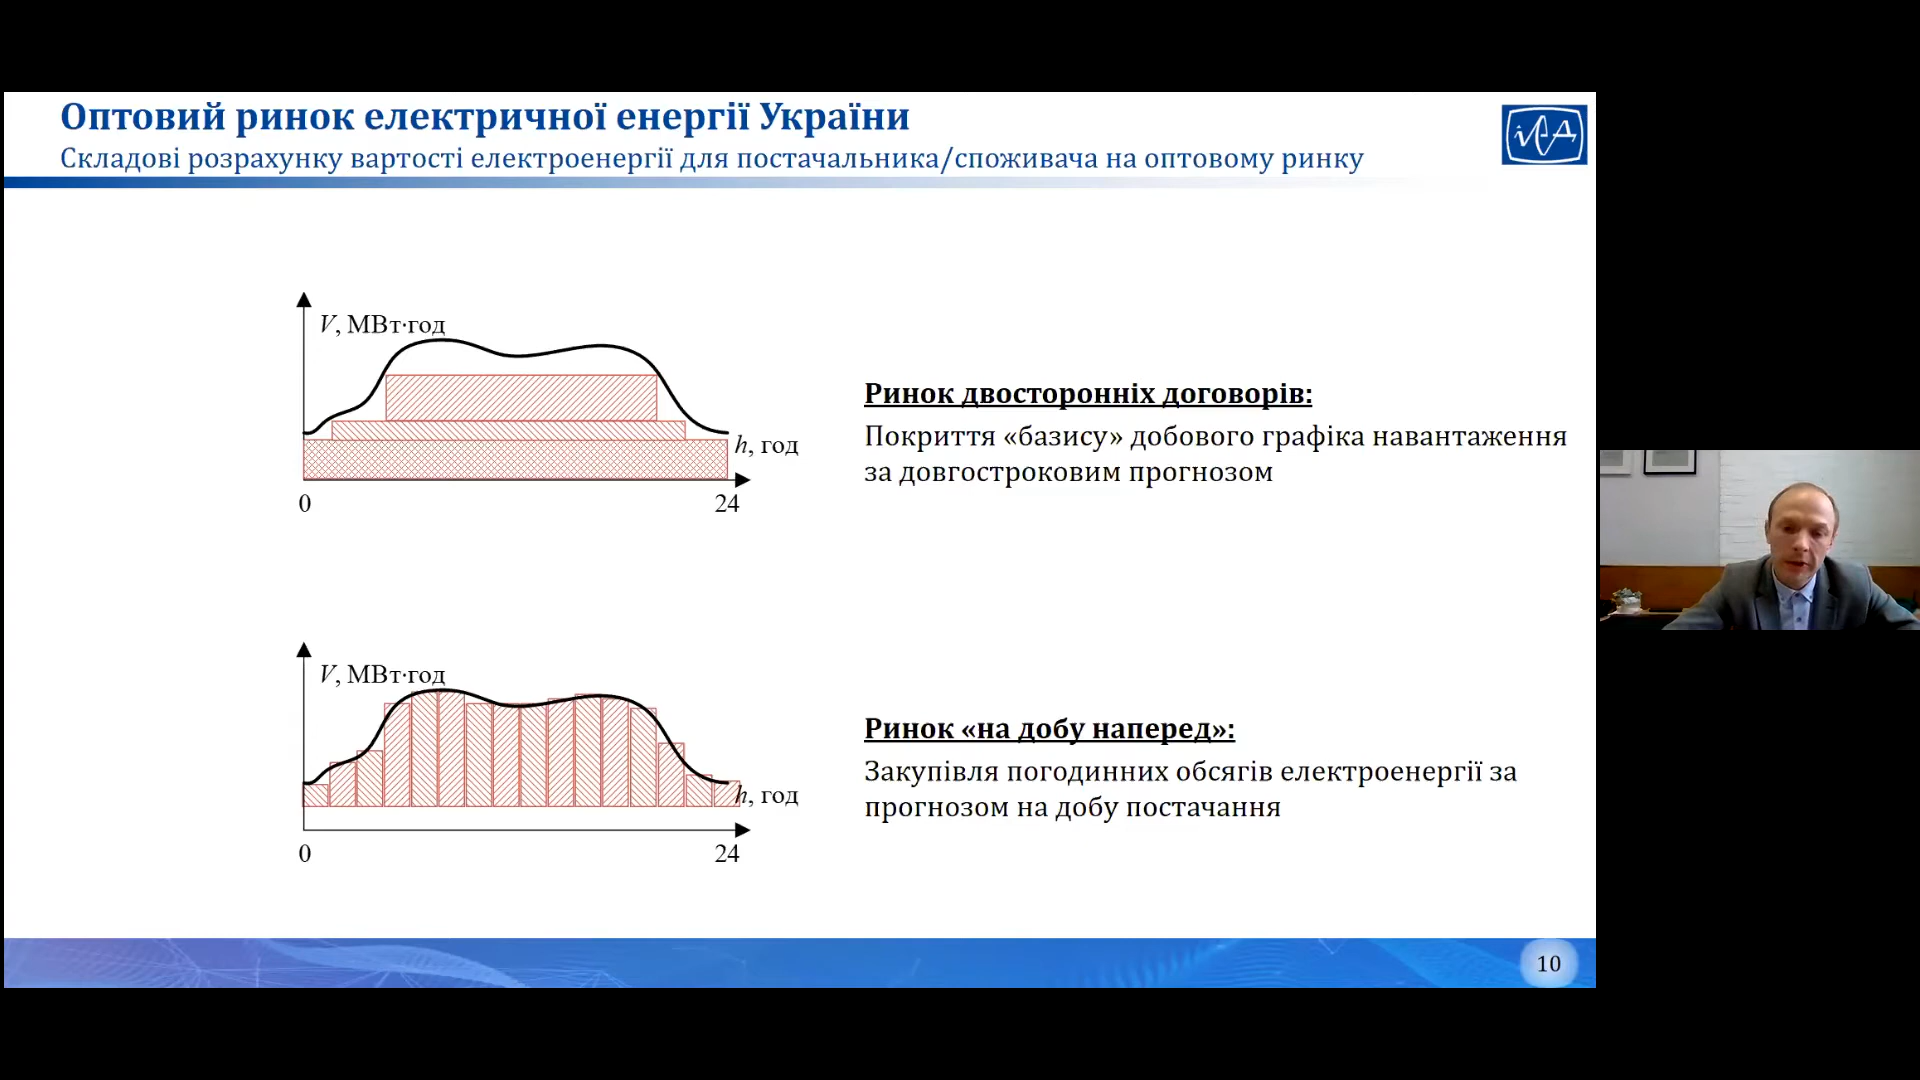 Оптовий ринок електричної енергії України
Складові розрахунку вартості електроенергії для постачальника/споживача на оптовому ринку
ІЕД
V, МВт·год
h, год
0
24
Ринок двосторонніх договорів:
Покриття «базису» добового графіка навантаження
за довгостроковим прогнозом
V, МВт·год
h, год
0
24
Ринок «на добу наперед»:
Закупівля погодинних обсягів електроенергії за
прогнозом на добу постачання
10